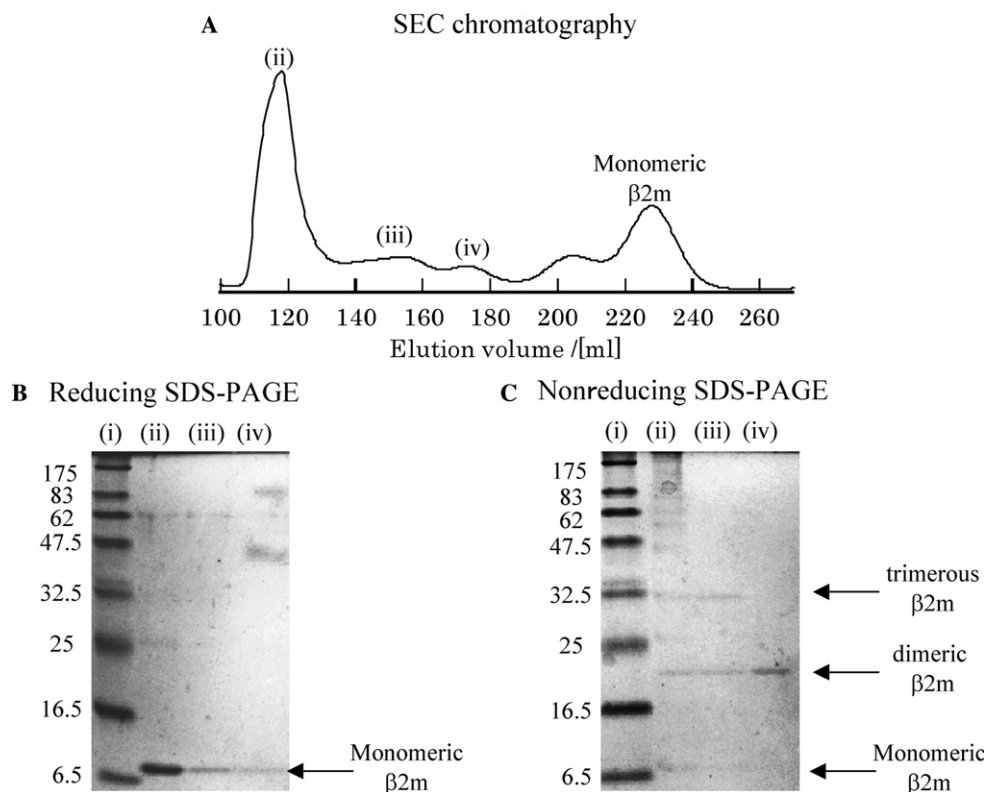 A
SEC chromatography
(ii)
(iii)
(iv)
Monomeric
β2m
100 120 140 160 180 200 220 240 260
Elution volume /[ml]
B Reducing SDS-PAGE
(i) (ii) (iii) (iv)
175
83
62
47.5
32.5
25
16.5
6.5
Monomeric
β2m
C Nonreducing SDS-PAGE
(i) (ii) (iii) (iv)
175
83
62
47.5
32.5
25
16.5
6.5
trimerous
β2m
dimeric
β2m
Monomeric
β2m